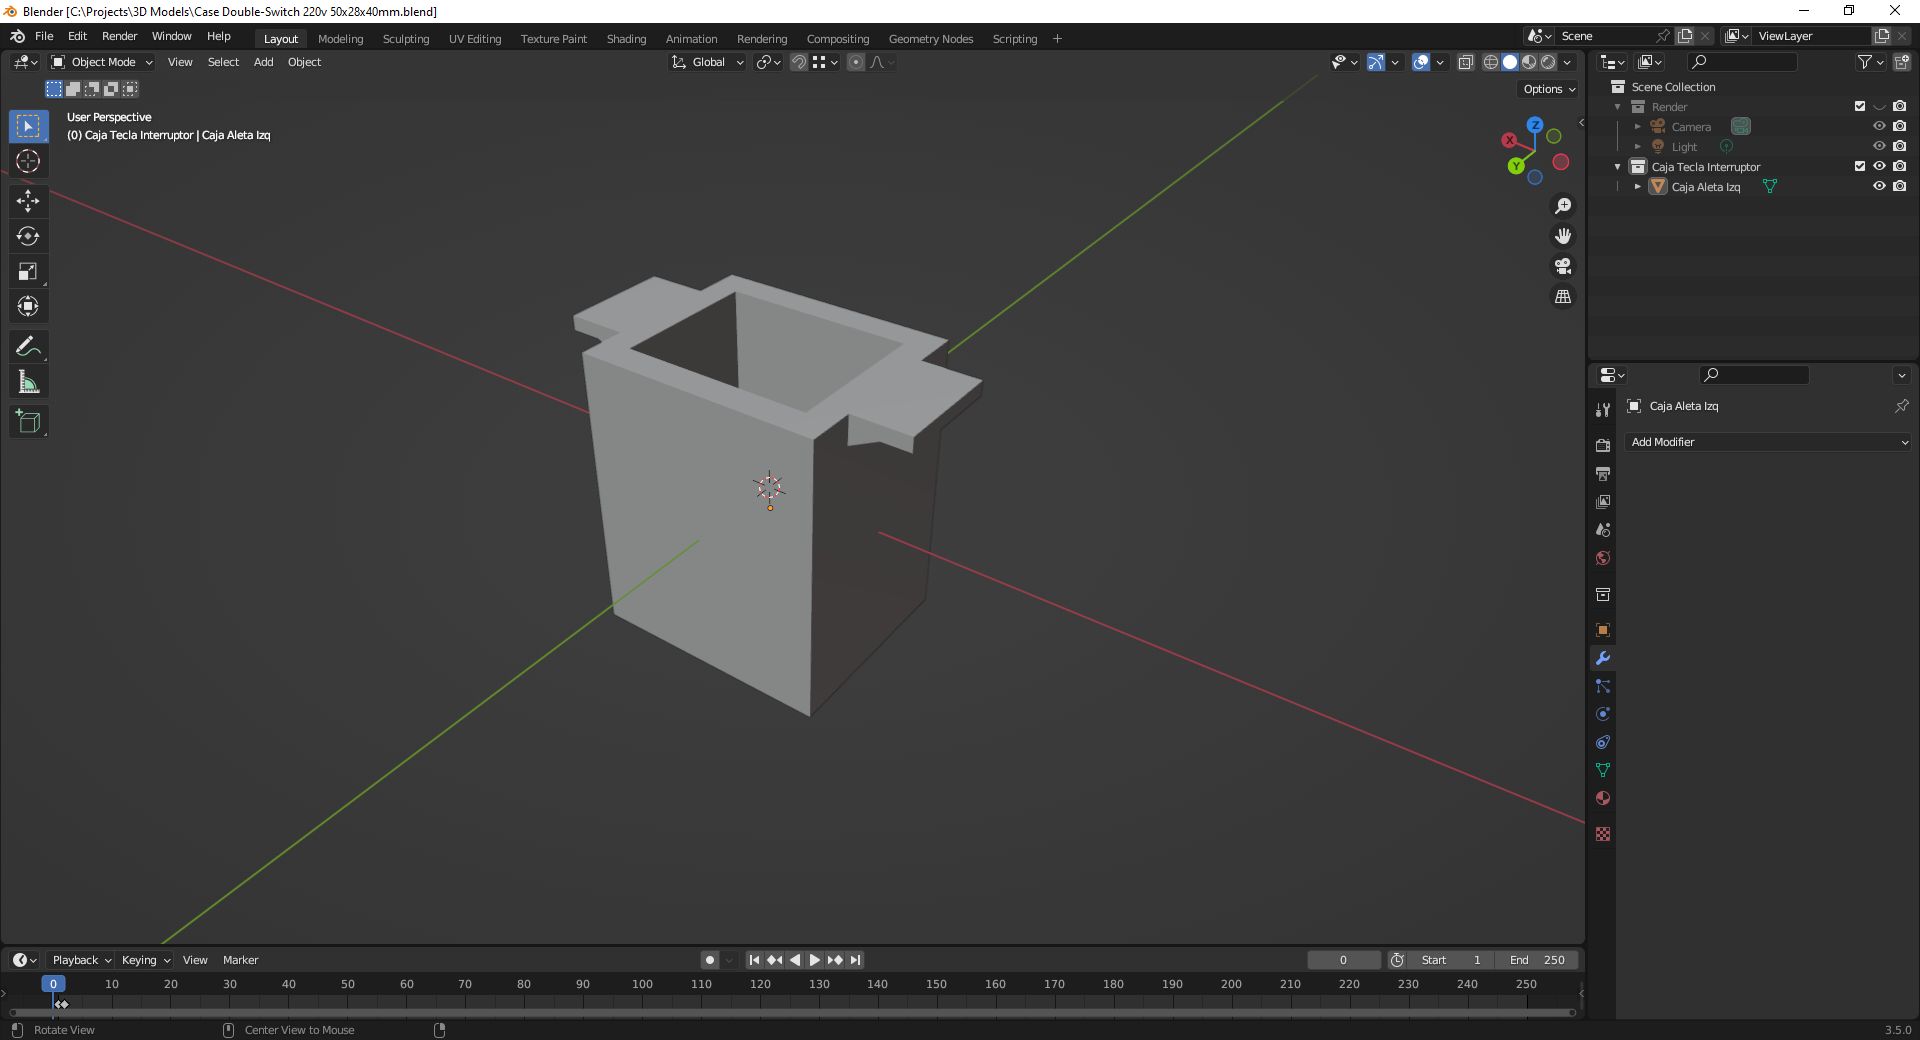 Blender [C:\Projects\3D Models\Case Double-Switch 220v 50x28x40mm.blend]
File Edit Render Window Help
Layout Modeling Sculpting UV Editing Texture Paint Shading Animation Rendering Compositing Geometry Nodes Scripting +
Scene
ViewLayer
Object Mode View Select Add Object
Global
Options
User Perspective
(0) Caja Tecla Interruptor | Caja Aleta Izq
Z
X
Y
Scene Collection
Render
Camera
Light
Caja Tecla Interruptor
Caja Aleta Izq
Caja Aleta Izq
Add Modifier
Playback Keying View Marker
0 Start 1 End 250
0 10 20 30 40 50 60 70 80 90 100 110 120 130 140 150 160 170 180 190 200 210 220 230 240 250
Rotate View Center View to Mouse 3.5.0